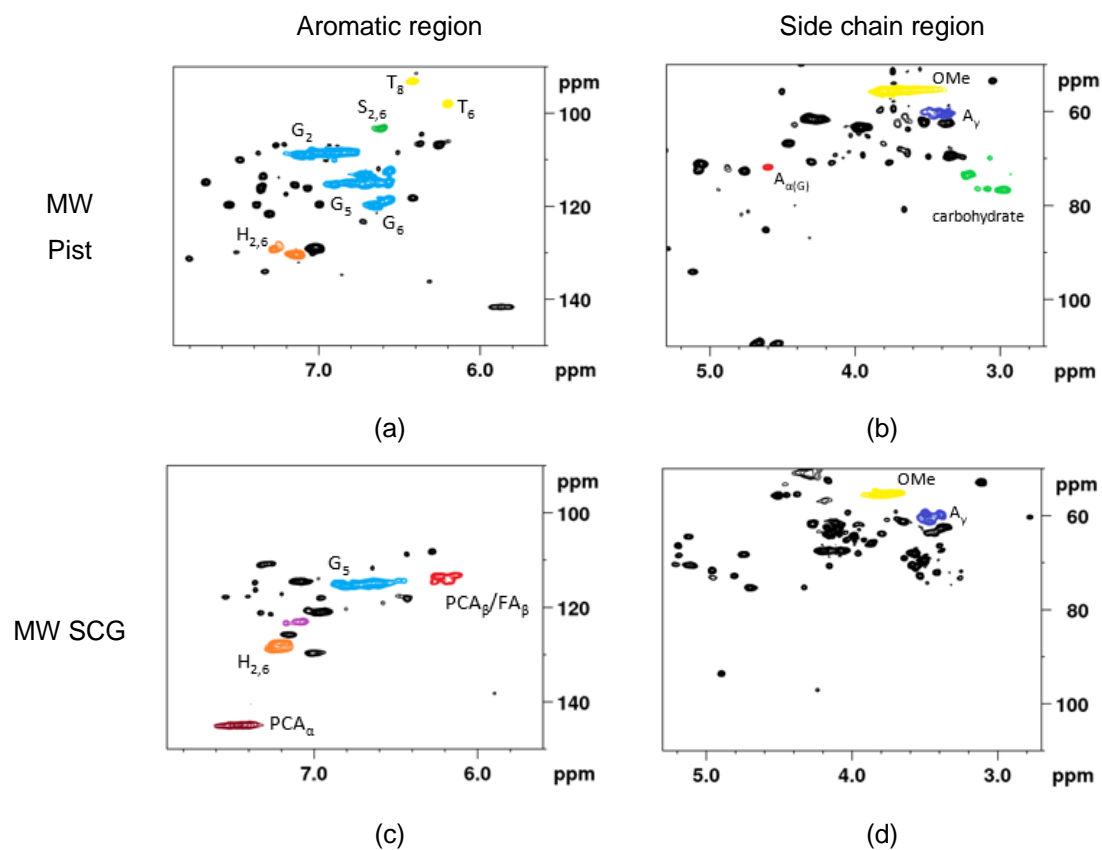 Aromatic region
Side chain region
MW
Pist
T8
T6
S2,6
G2
G5
G6
H2,6
ppm
100
120
140
7.0
6.0
ppm
(a)
OMe
Aγ
Aα(G)
carbohydrate
ppm
60
80
100
5.0
4.0
3.0
ppm
(b)
MW SCG
G5
PCAβ/FAβ
H2,6
PCAα
ppm
100
120
140
7.0
6.0
ppm
(c)
OMe
Aγ
ppm
60
80
100
5.0
4.0
3.0
ppm
(d)